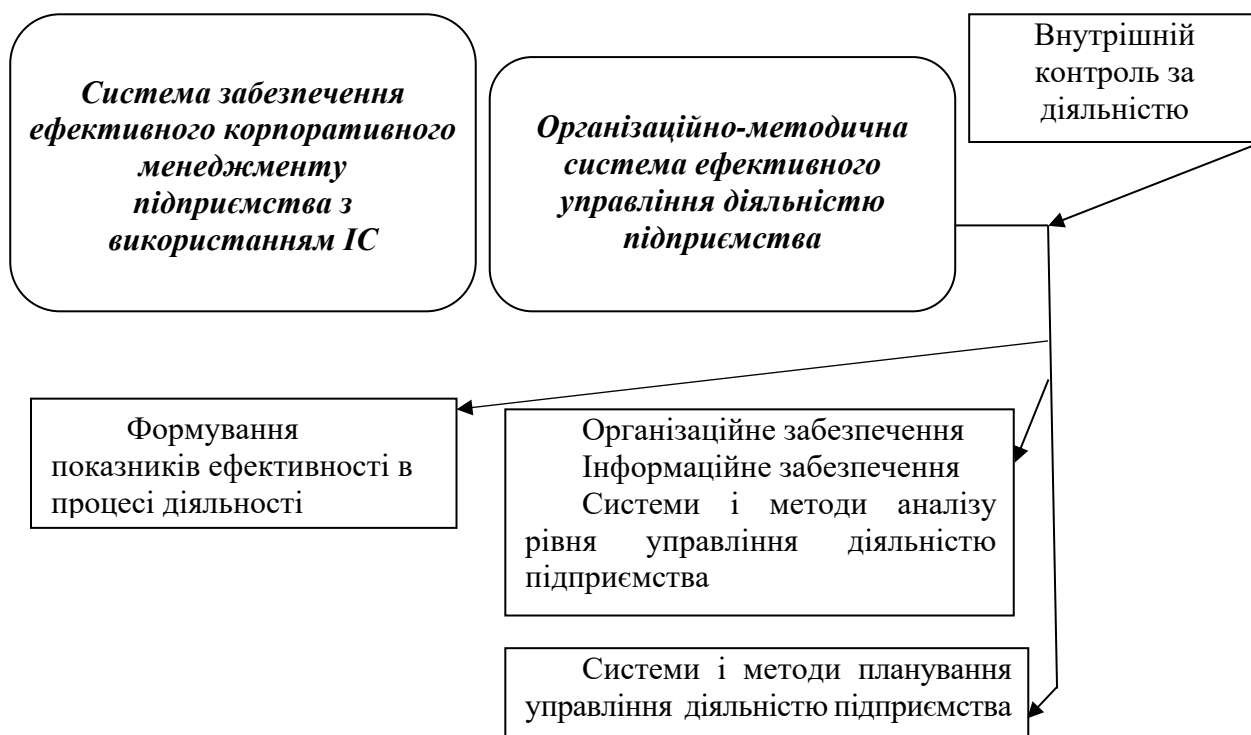 Система забезпечення
ефективного корпоративного
менеджменту
підприємства з
використанням ІС
Організаційно-методична
система ефективного
управління діяльністю
підприємства
Внутрішній
контроль за
діяльністю
Формування
показників ефективності в
процесі діяльності
Організаційне забезпечення
Інформаційне забезпечення
Системи і методи аналізу
рівня управління діяльністю
підприємства
Системи і методи планування
управління діяльністю підприємства